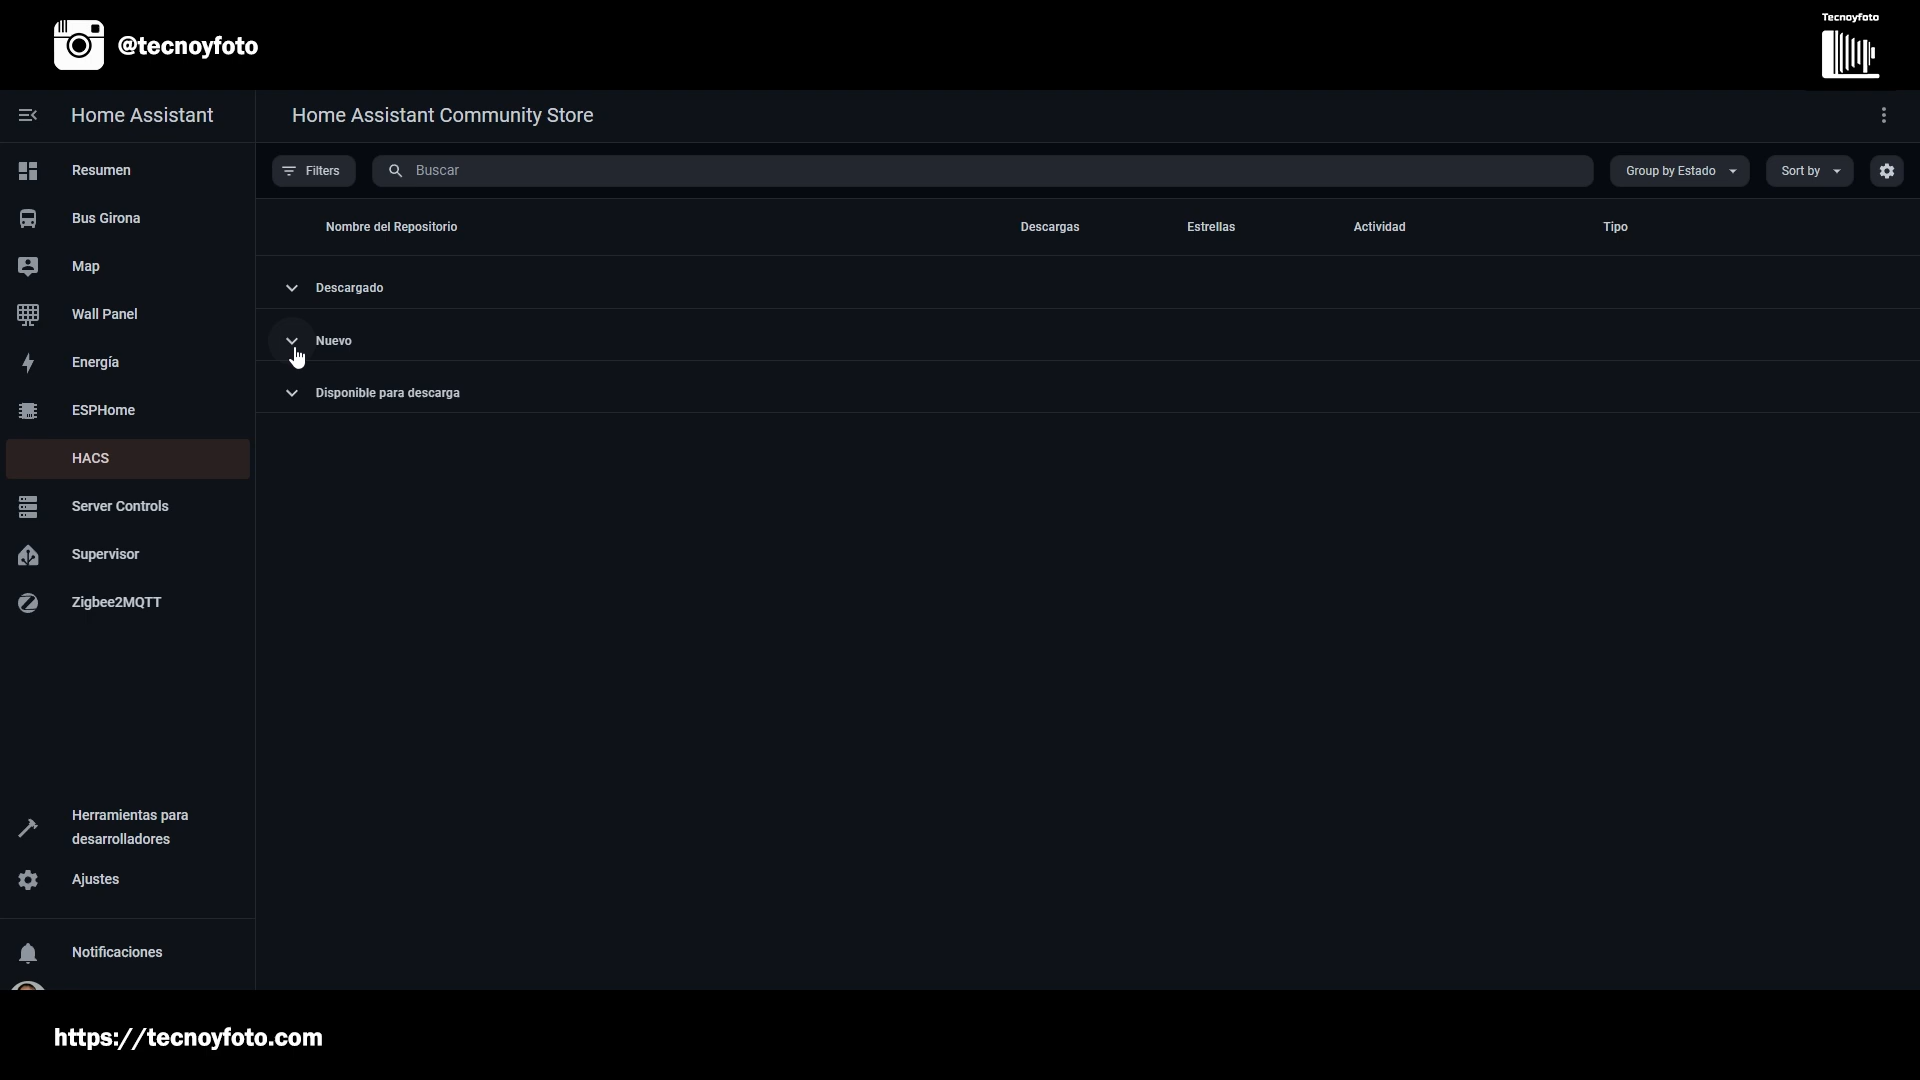 @tecnoyfoto
Tecnoyfoto
Home Assistant
Home Assistant Community Store
Resumen
Bus Girona
Map
Wall Panel
Energía
ESPHome
HACS
Server Controls
Supervisor
Zigbee2MQTT
Herramientas para
desarrolladores
Ajustes
Notificaciones
Filters
Buscar
Group by Estado
Sort by
Nombre del Repositorio
Descargas
Estrellas
Actividad
Tipo
Descargado
Nuevo
Disponible para descarga
https://tecnoyfoto.com